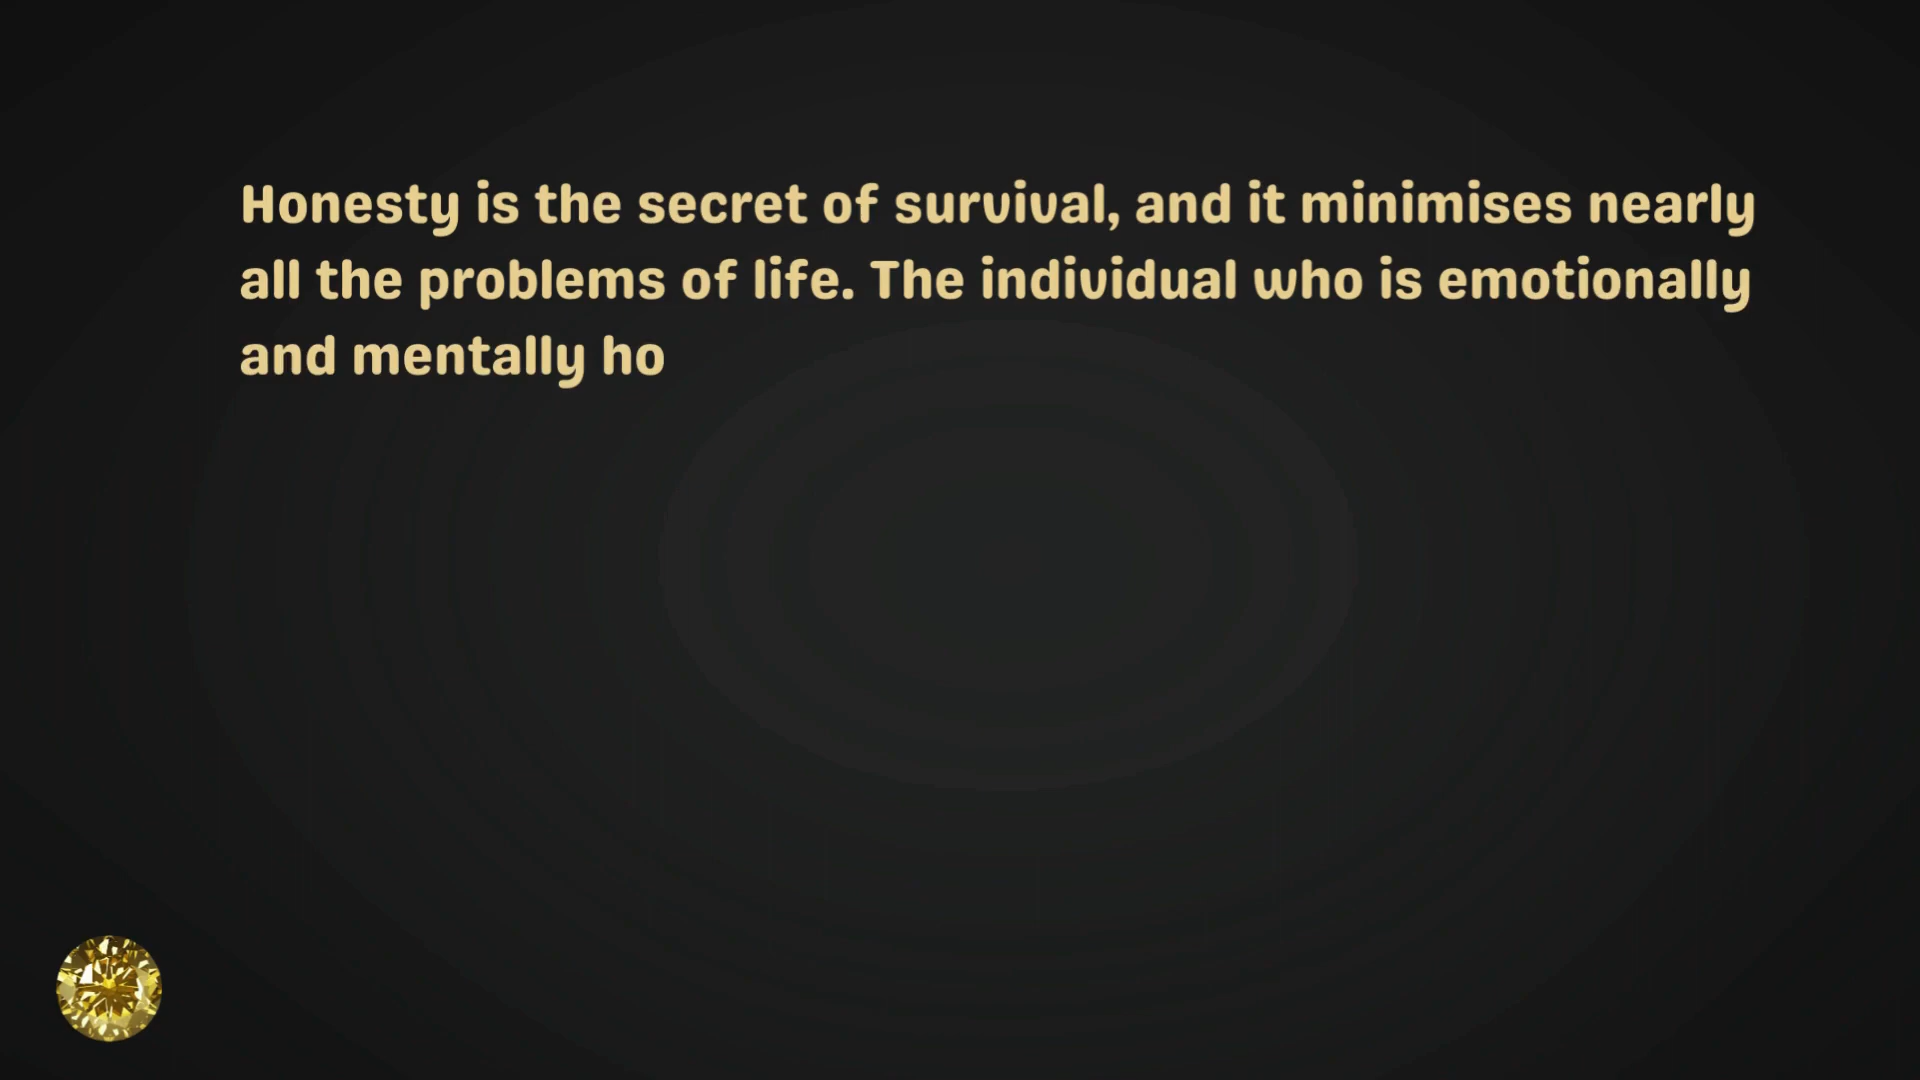 Honesty is the secret of survival, and it minimises nearly
all the problems of life. The individual who is emotionally
and mentally ho